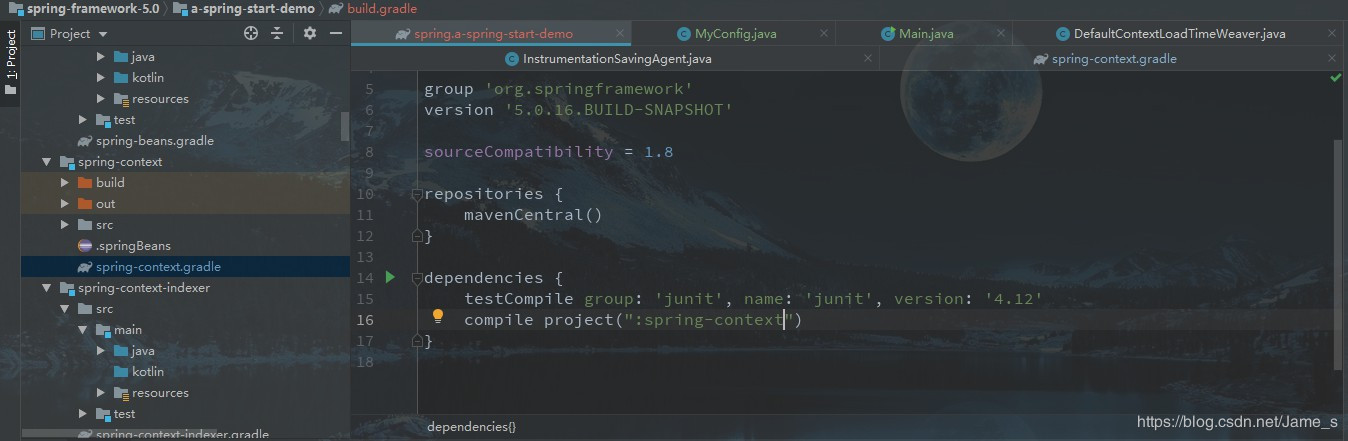 spring-framework-5.0 a-spring-start-demo build.gradle
1: Project
Project
java
kotlin
resources
test
spring-beans.gradle
spring-context
build
out
src
.springBeans
spring-context.gradle
spring-context-indexer
src
main
java
kotlin
resources
test
spring-context-indexer.gradle
spring.a-spring-start-demo MyConfig.java Main.java DefaultContextLoadTimeWeaver.java
InstrumentationSavingAgent.java spring-context.gradle
5 group 'org.springframework'
6 version '5.0.16.BUILD-SNAPSHOT'
7
8 sourceCompatibility = 1.8
9
10 repositories {
11 mavenCentral()
12 }
13
14 dependencies {
15 testCompile group: 'junit', name: 'junit', version: '4.12'
16 compile project(":spring-context")
17 }
18
dependencies{}
https://blog.csdn.net/Jame_s